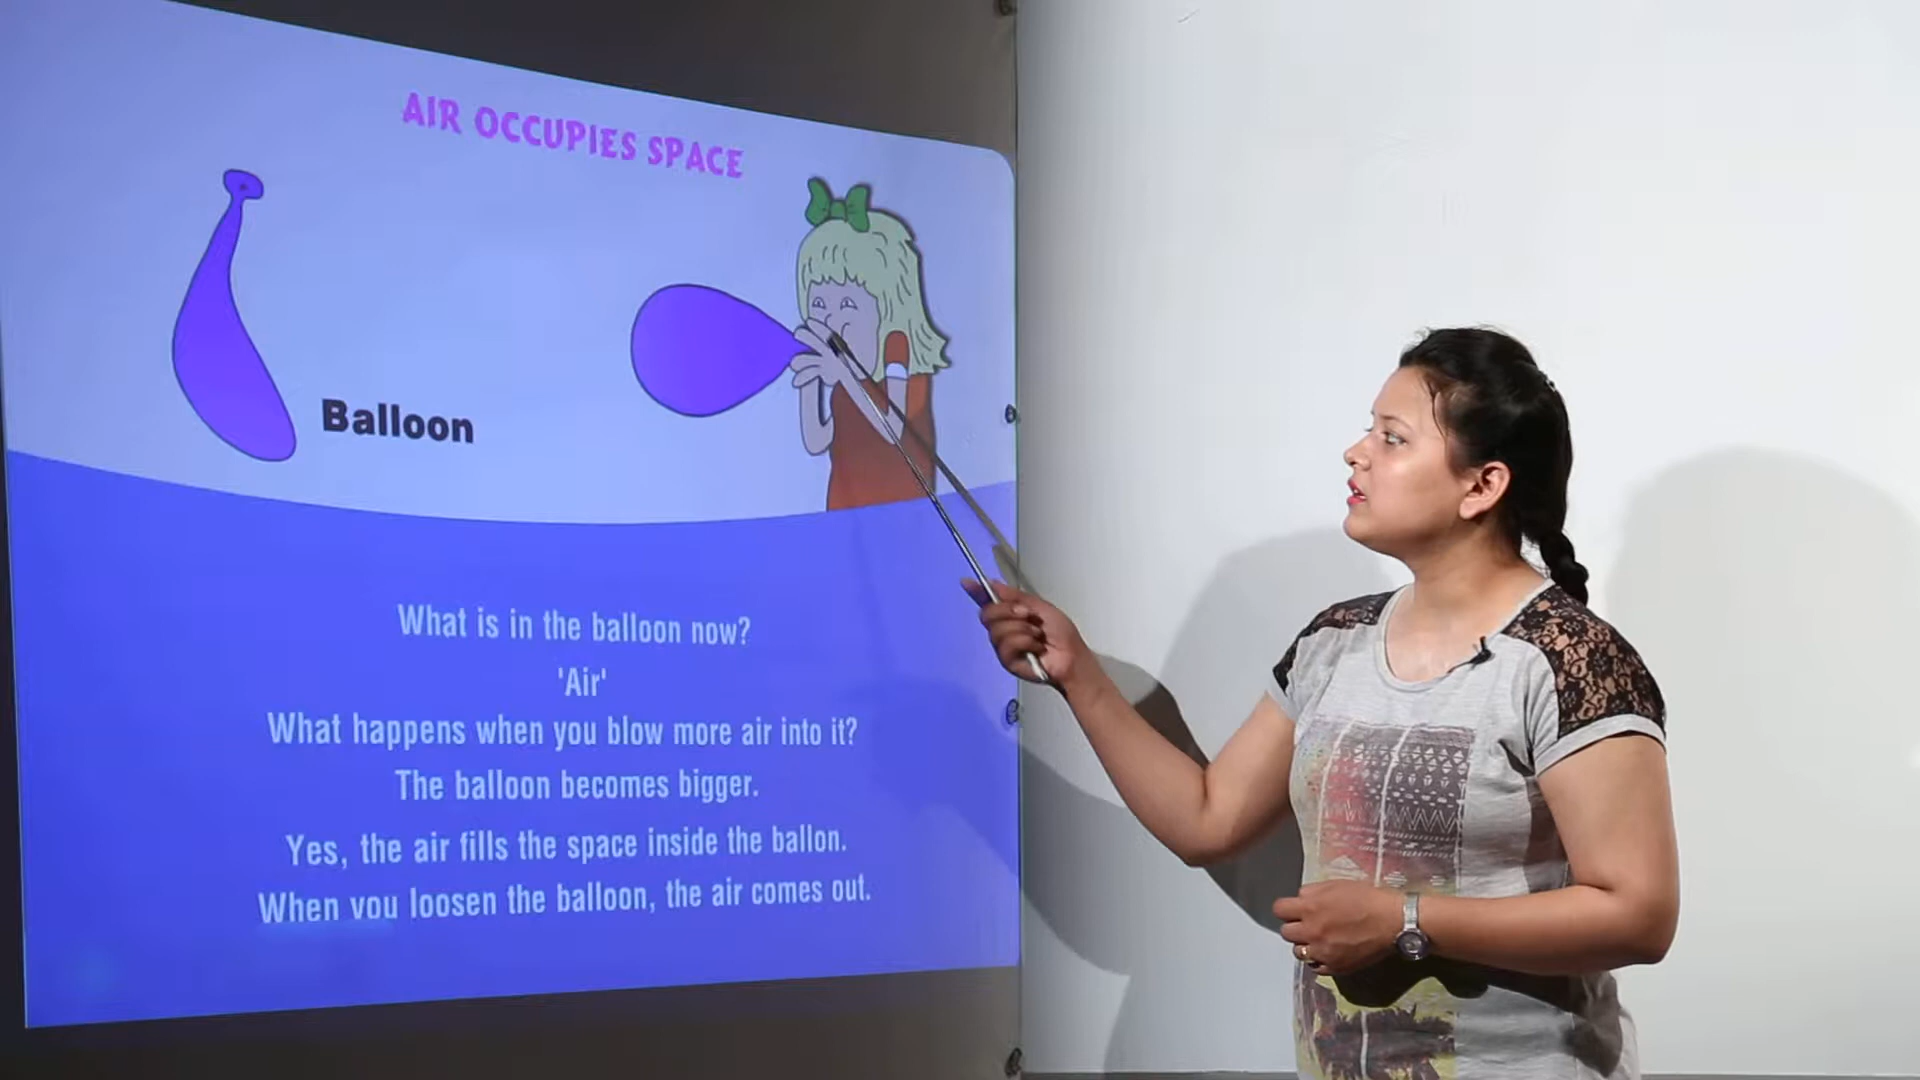 AIR OCCUPIES SPACE
Balloon
What is in the balloon now?
'Air'
What happens when you blow more air into it?
The balloon becomes bigger.
Yes, the air fills the space inside the ballon.
When you loosen the balloon, the air comes out.